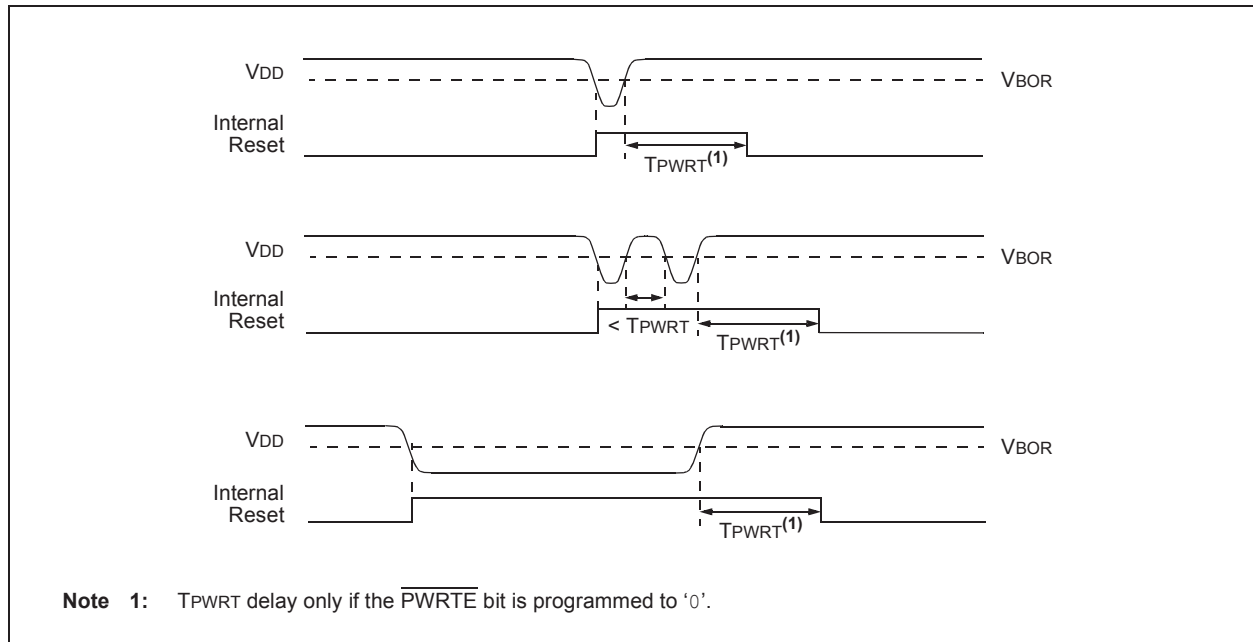 VDD
VBOR
Internal
Reset
TPWRT(1)
VDD
VBOR
Internal
Reset
< TPWRT
TPWRT(1)
VDD
VBOR
Internal
Reset
TPWRT(1)
Note 1: TPWRT delay only if the PWRTE bit is programmed to ‘0’.